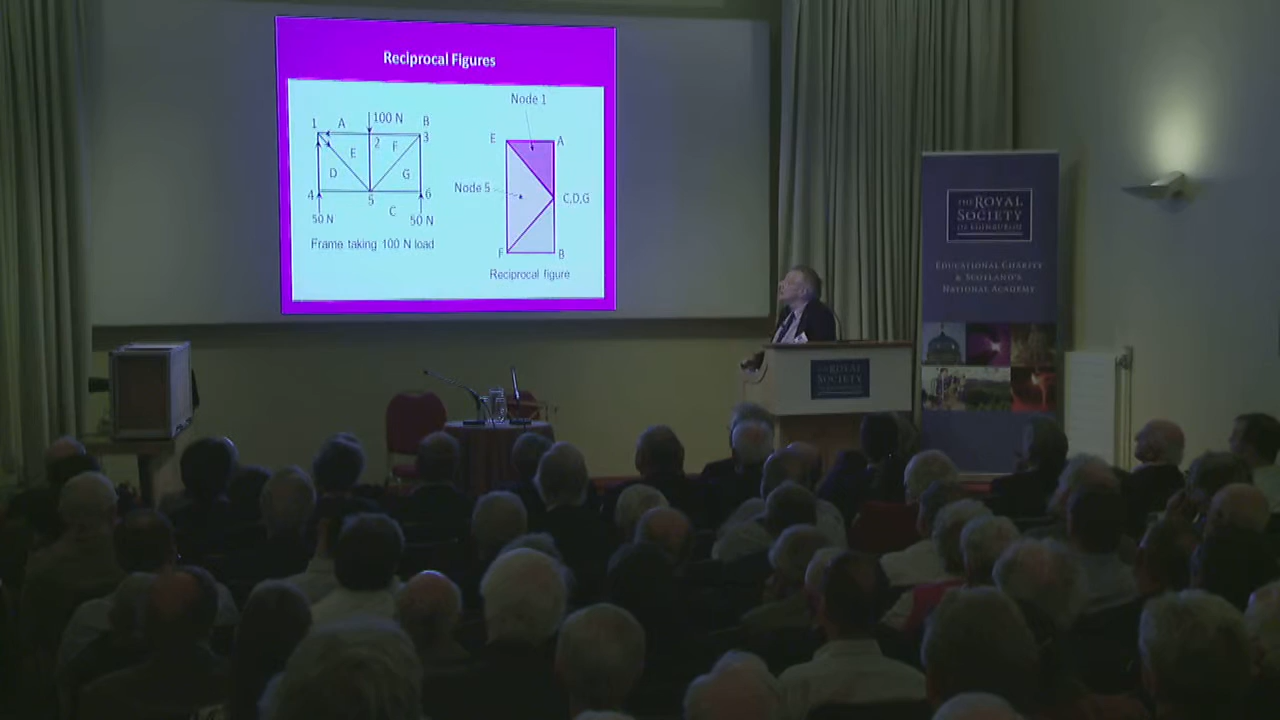 Reciprocal Figures
Node 1
100 N
1
A
B
2
3
E
F
D
G
4
5
6
C
50 N
50 N
Frame taking 100 N load
E
A
Node 5
C,D,G
F
B
Reciprocal figure
THE ROYAL
SOCIETY
OF EDINBURGH
EDUCATIONAL CHARITY
& SCOTLAND'S
NATIONAL ACADEMY
THE ROYAL
SOCIETY